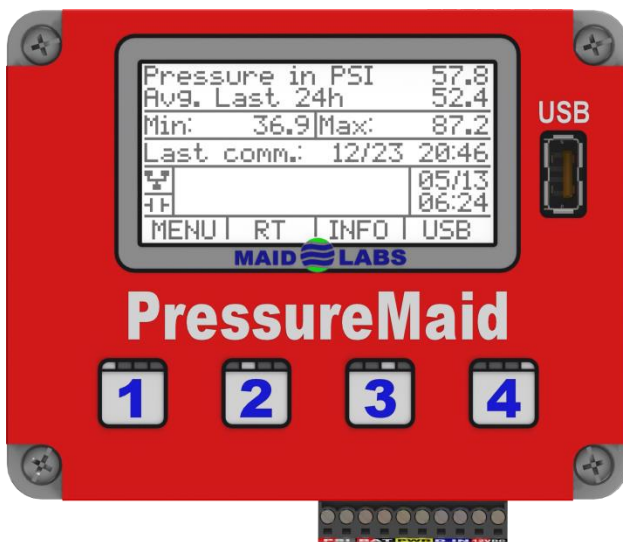 Pressure in PSI 57.8
Avg. Last 24h 52.4
Min: 36.9 Max: 87.2
Last comm.: 12/23 20:46
05/13
06:24
MENU RT INFO USB
USB
MAID LABS
PressureMaid
1 2 3 4
PWR